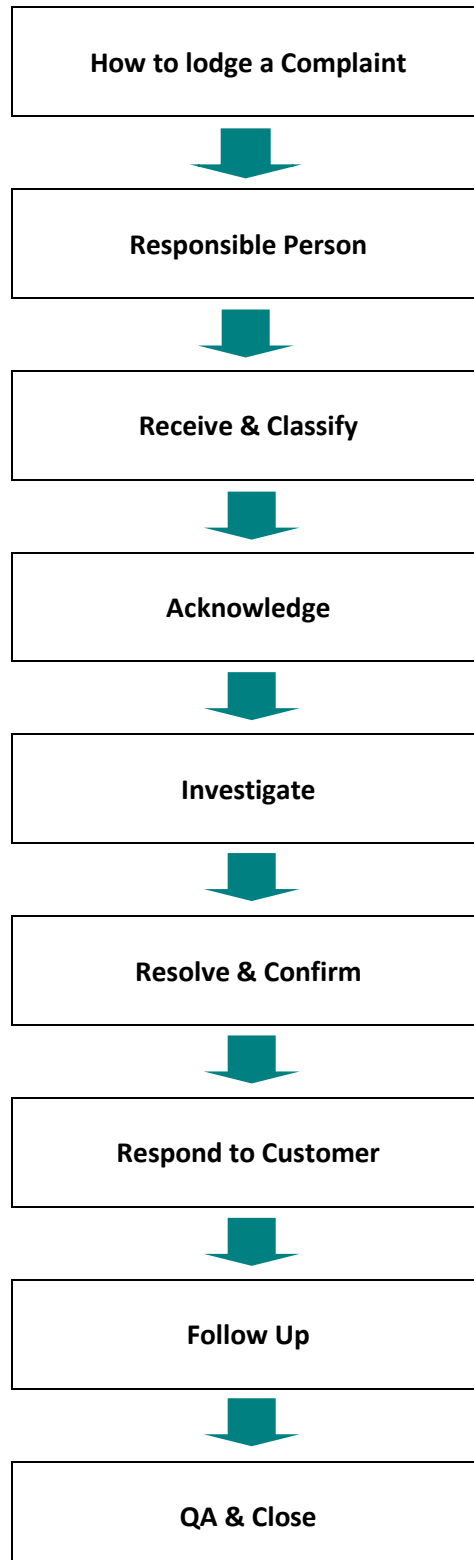 How to lodge a Complaint
Responsible Person
Receive & Classify
Acknowledge
Investigate
Resolve & Confirm
Respond to Customer
Follow Up
QA & Close